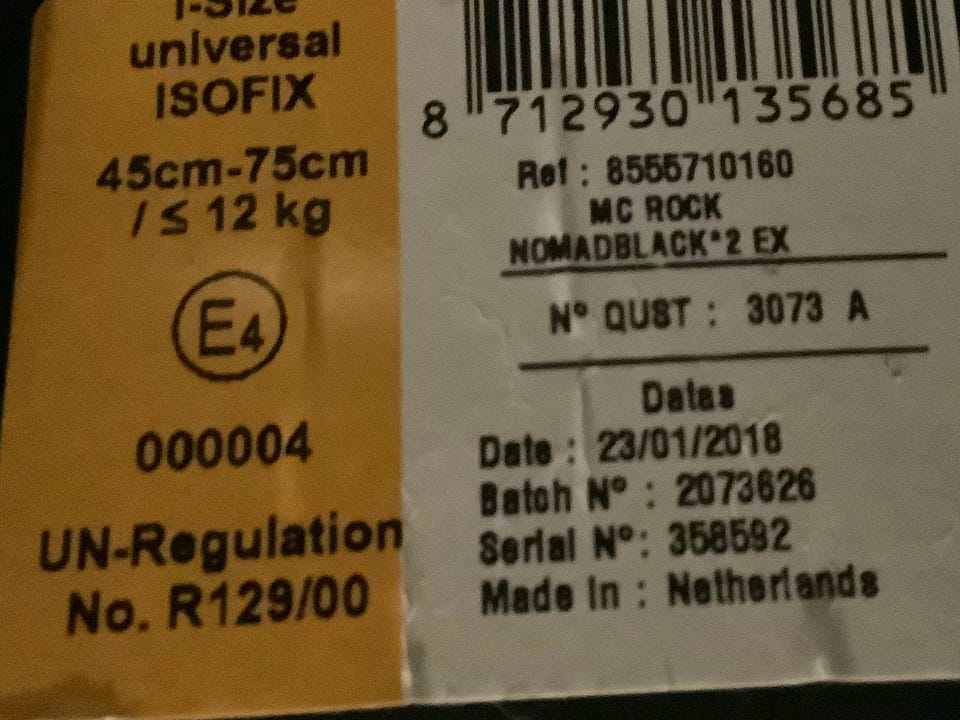 i-Size
universal
ISOFIX
45cm-75cm
/ ≤ 12 kg
E4
000004
UN-Regulation
No. R129/00
8 712930 135685
Ref : 8555710160
MC ROCK
NOMADBLACK*2 EX
N° QUST : 3073 A
Datas
Date : 23/01/2018
Batch N° : 2073626
Serial N°: 358592
Made In : Netherlands